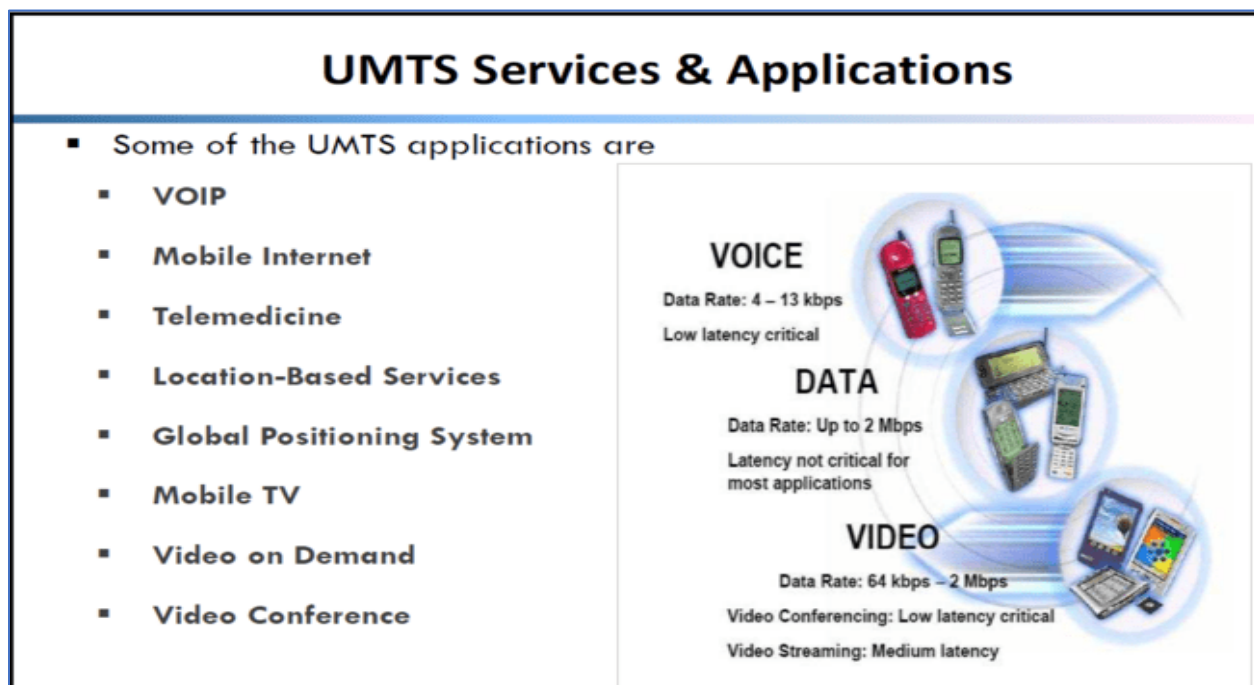 UMTS Services & Applications
▪ Some of the UMTS applications are
▪ VOIP
▪ Mobile Internet
▪ Telemedicine
▪ Location-Based Services
▪ Global Positioning System
▪ Mobile TV
▪ Video on Demand
▪ Video Conference
VOICE
Data Rate: 4 – 13 kbps
Low latency critical
DATA
Data Rate: Up to 2 Mbps
Latency not critical for
most applications
VIDEO
Data Rate: 64 kbps – 2 Mbps
Video Conferencing: Low latency critical
Video Streaming: Medium latency